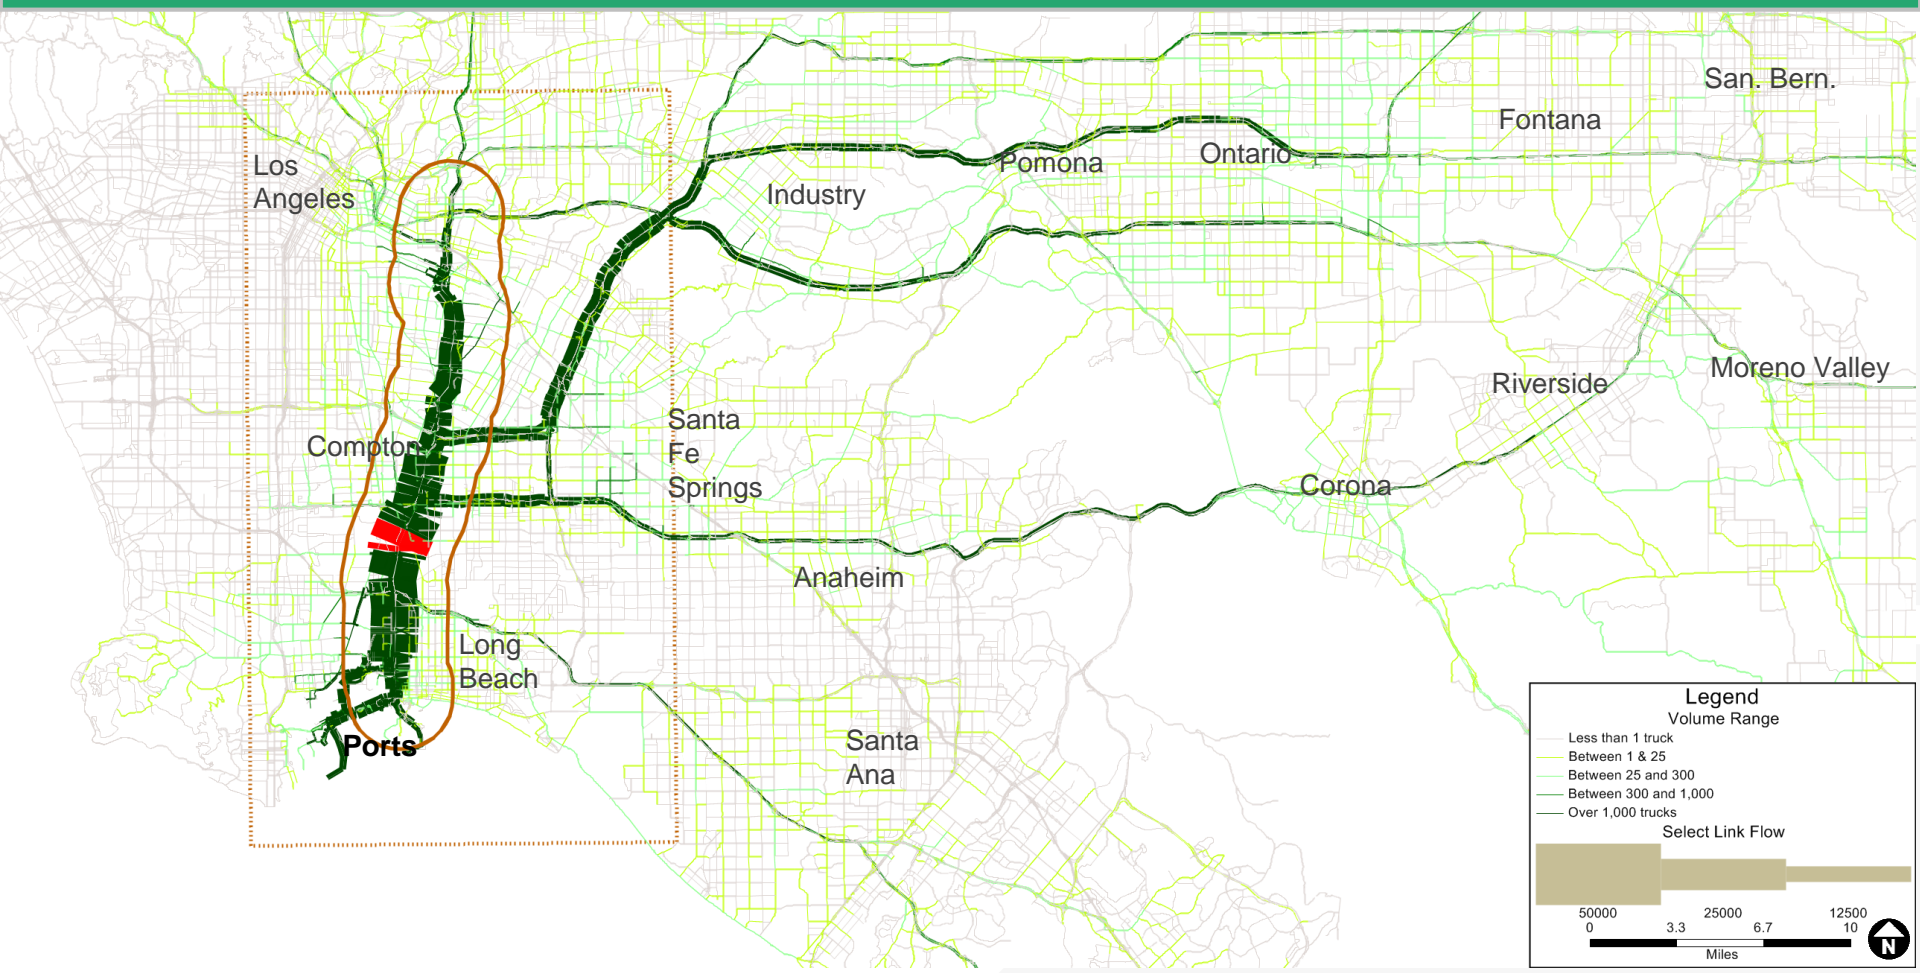 San. Bern.
Fontana
Los
Angeles
Pomona
Ontario
Industry
Moreno Valley
Riverside
Santa
Fe
Springs
Compton
Corona
Anaheim
Long
Beach
Santa
Ana
Ports
Legend
Volume Range
Less than 1 truck
Between 1 & 25
Between 25 and 300
Between 300 and 1,000
Over 1,000 trucks
Select Link Flow
50000 25000 12500
0 3.3 6.7 10
Miles
N